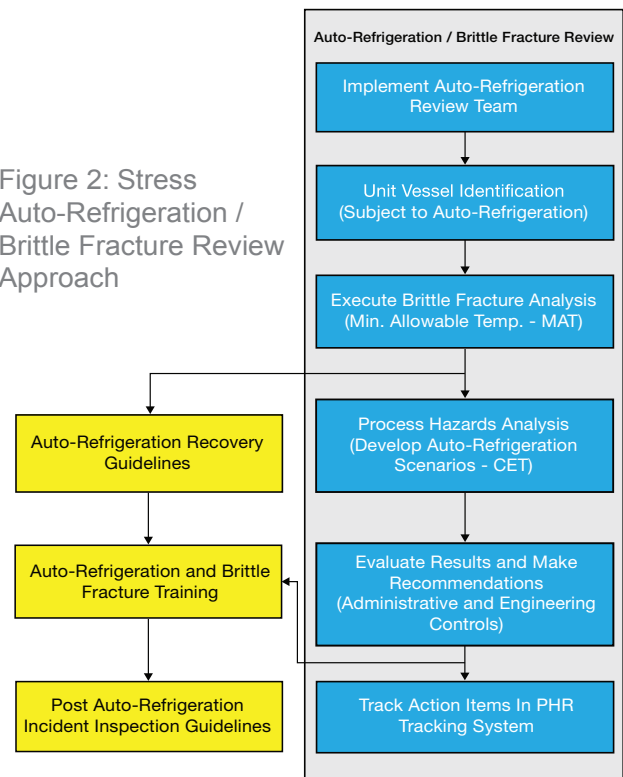 Auto-Refrigeration / Brittle Fracture Review
Implement Auto-Refrigeration
Review Team
Figure 2: Stress
Auto-Refrigeration /
Brittle Fracture Review
Approach
Unit Vessel Identification
(Subject to Auto-Refrigeration)
Execute Brittle Fracture Analysis
(Min. Allowable Temp. - MAT)
Auto-Refrigeration Recovery
Guidelines
Process Hazards Analysis
(Develop Auto-Refrigeration
Scenarios - CET)
Auto-Refrigeration and Brittle
Fracture Training
Evaluate Results and Make
Recommendations
(Administrative and Engineering
Controls)
Post Auto-Refrigeration
Incident Inspection Guidelines
Track Action Items In PHR
Tracking System